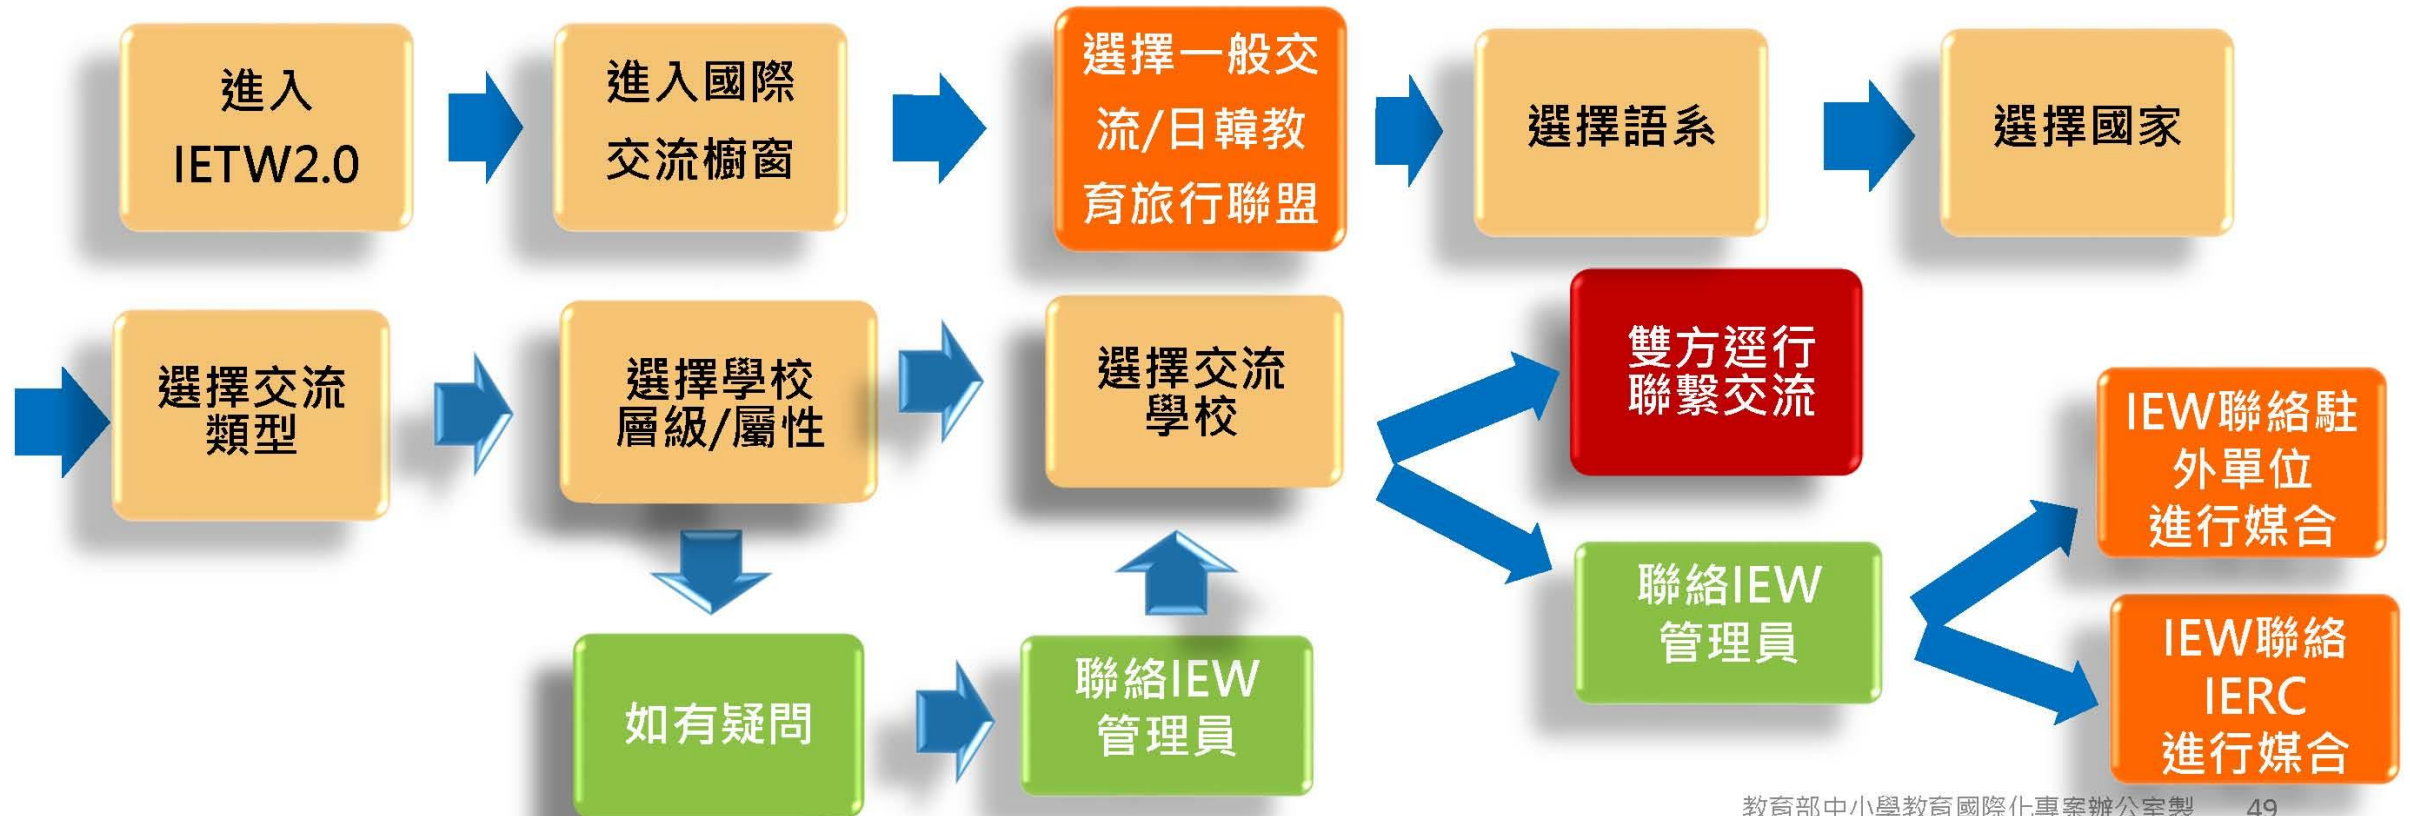 進入
IETW2.0
進入國際
交流櫥窗
選擇一般交
流/日韓教
育旅行聯盟
選擇語系
選擇國家
選擇交流
類型
選擇學校
層級/屬性
選擇交流
學校
雙方逕行
聯繫交流
IEW聯絡駐
外單位
進行媒合
如有疑問
聯絡IEW
管理員
聯絡IEW
管理員
IEW聯絡
IERC
進行媒合
教育部中小學教育國際化專案辦公室製 49